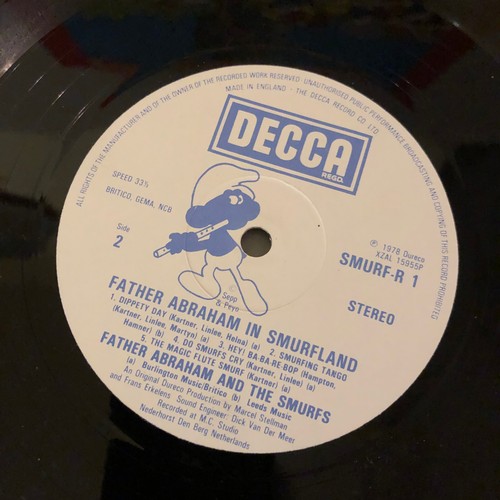 ALL RIGHTS OF THE MANUFACTURER AND OF THE OWNER OF THE RECORDED WORK RESERVED. UNAUTHORISED PUBLIC PERFORMANCE BROADCASTING AND COPYING OF THIS RECORD PROHIBITED
MADE IN ENGLAND · THE DECCA RECORD CO. LTD.
DECCA
REGD.
SPEED 33⅓
BRITICO, GEMA, NCB
Side
2
℗ 1978 Dureco
XZAL 15955P
SMURF-R 1
STEREO
© Sepp
& Peyo
FATHER ABRAHAM IN SMURFLAND
1. DIPPETY DAY (Kartner, Linlee, Helna) (a) 2. SMURFING TANGO
(Kartner, Linlee, Martyn) (a) 3. HEY! BA-BA-RE-BOP (Hampton,
Hamner) (b) 4. DO SMURFS CRY (Kartner, Linlee) (a)
5. THE MAGIC FLUTE SMURF (Kartner) (a)
FATHER ABRAHAM AND THE SMURFS
(a) Burlington Music/Britico (b) Leeds Music
An Original Dureco Production by Marcel Stellman
and Frans Erkelens Sound Engineer: Dick Van Der Meer
Recorded at M.C. Studio
Nederhorst Den Berg Netherlands